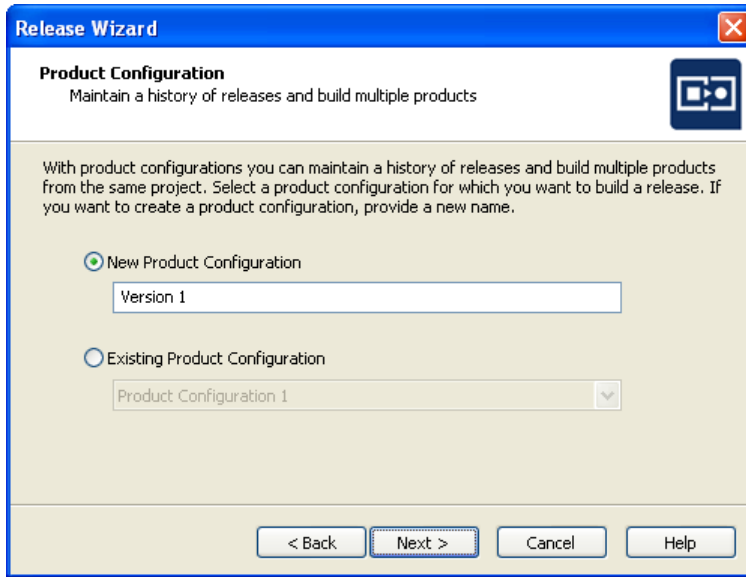 Release Wizard
Product Configuration
Maintain a history of releases and build multiple products
With product configurations you can maintain a history of releases and build multiple products
from the same project. Select a product configuration for which you want to build a release. If
you want to create a product configuration, provide a new name.
New Product Configuration
Version 1
Existing Product Configuration
Product Configuration 1
< Back Next > Cancel Help